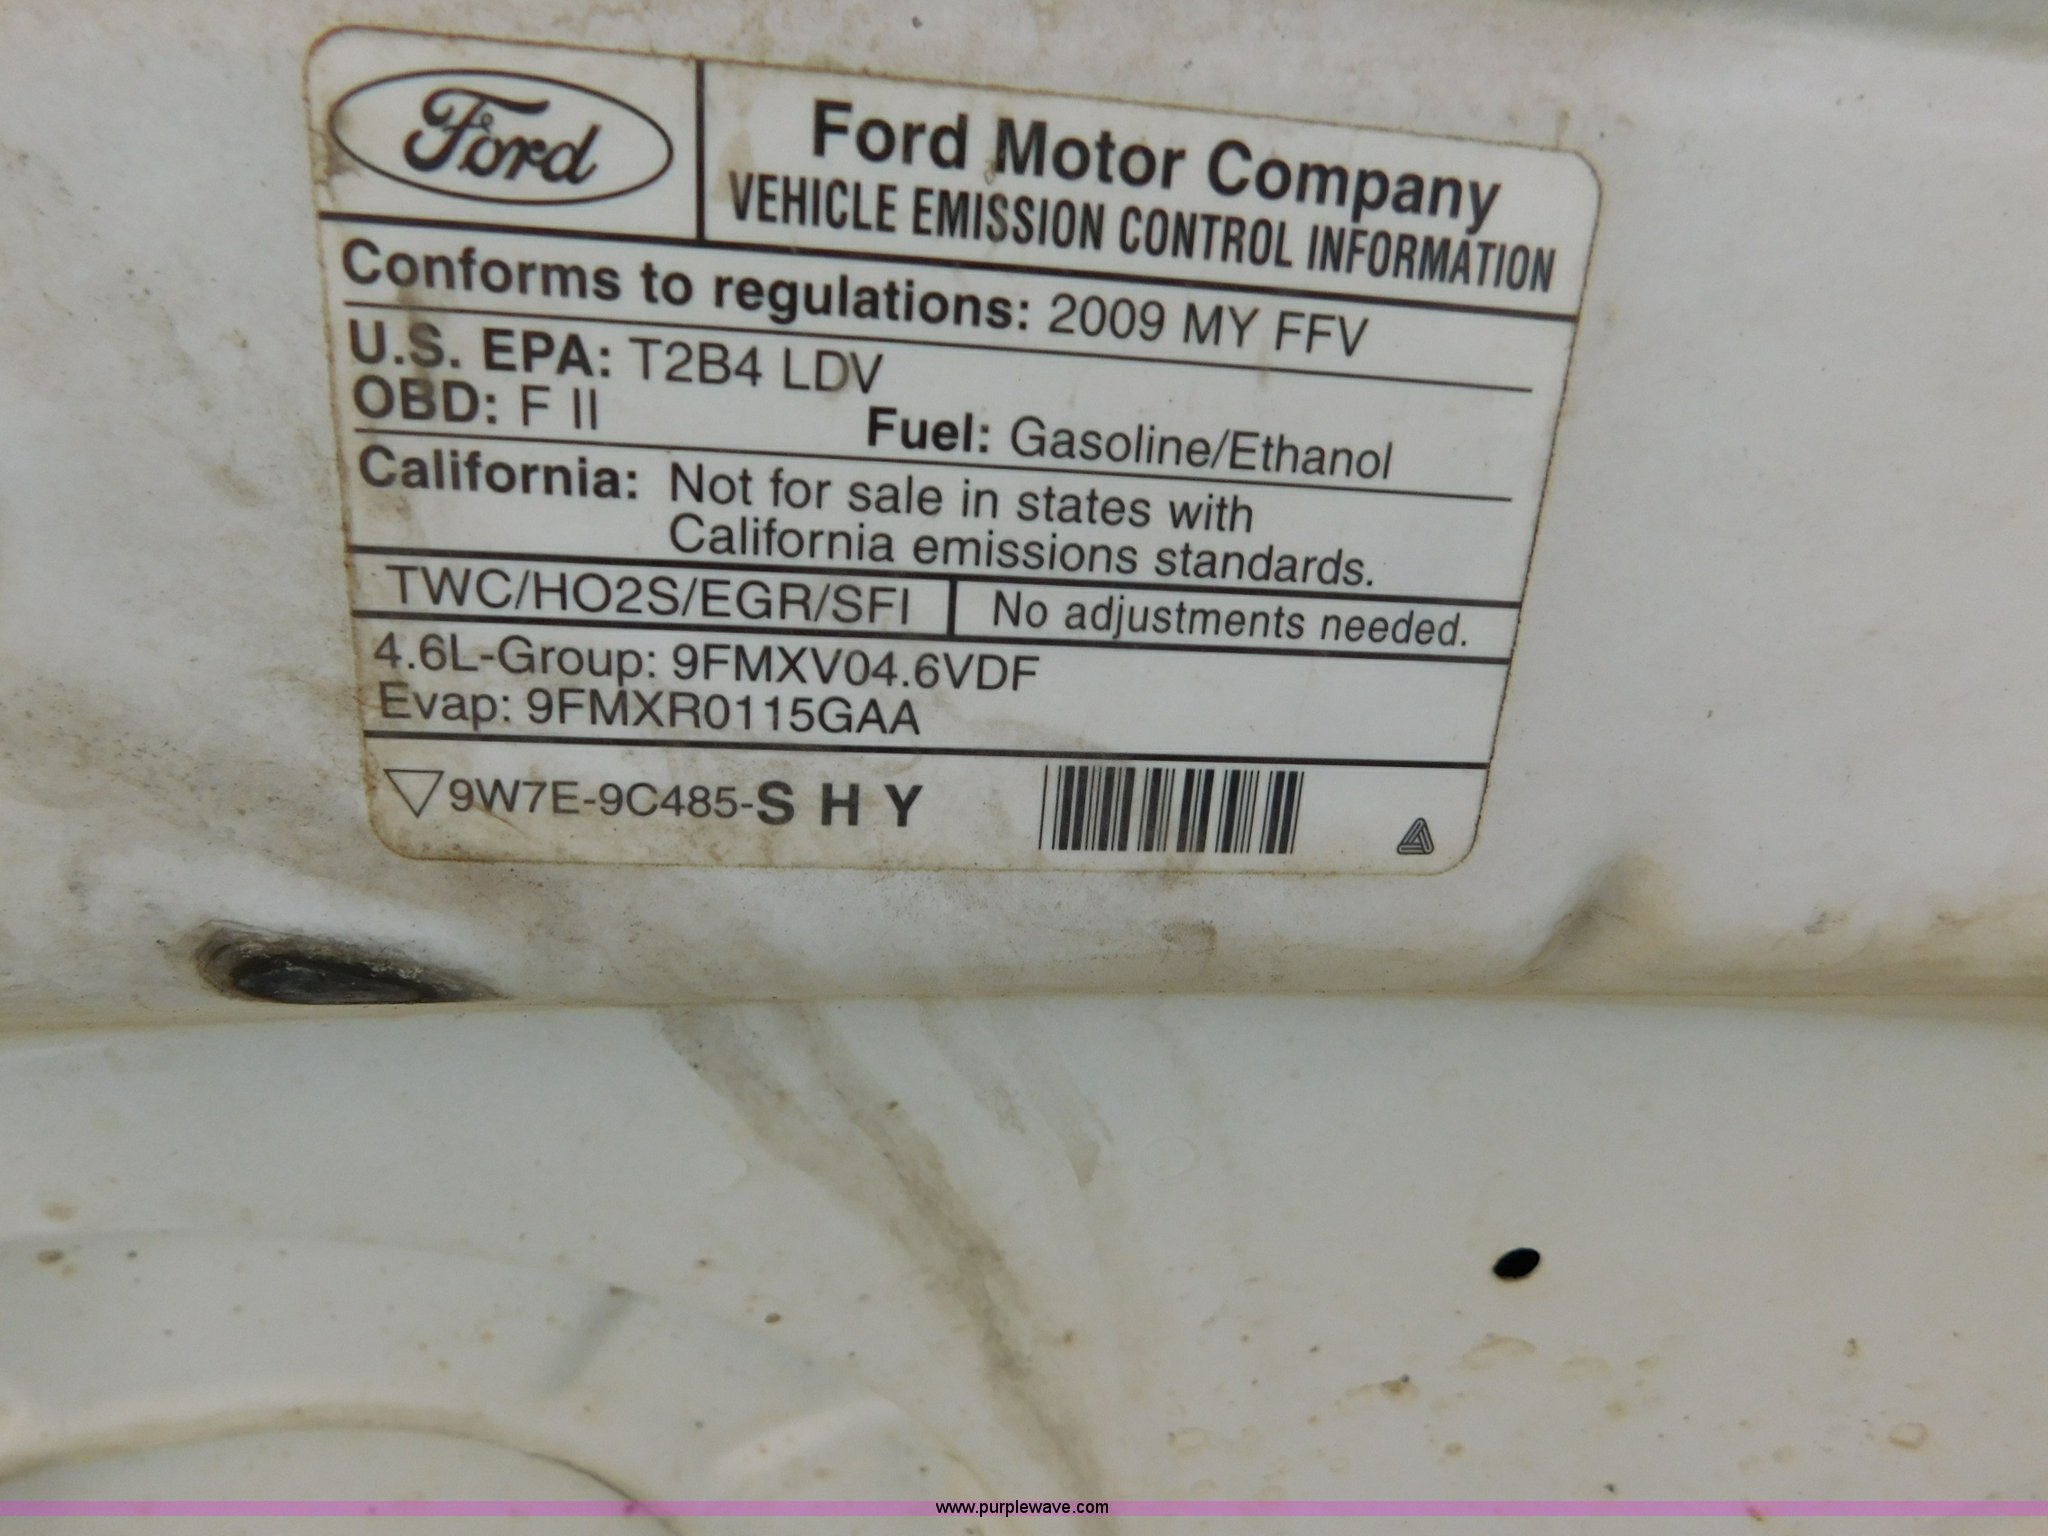 Ford
Ford Motor Company
VEHICLE EMISSION CONTROL INFORMATION
Conforms to regulations: 2009 MY FFV
U.S. EPA: T2B4 LDV
OBD: F II Fuel: Gasoline/Ethanol
California: Not for sale in states with
California emissions standards.
TWC/HO2S/EGR/SFI No adjustments needed.
4.6L-Group: 9FMXV04.6VDF
Evap: 9FMXR0115GAA
9W7E-9C485-S H Y
www.purplewave.com